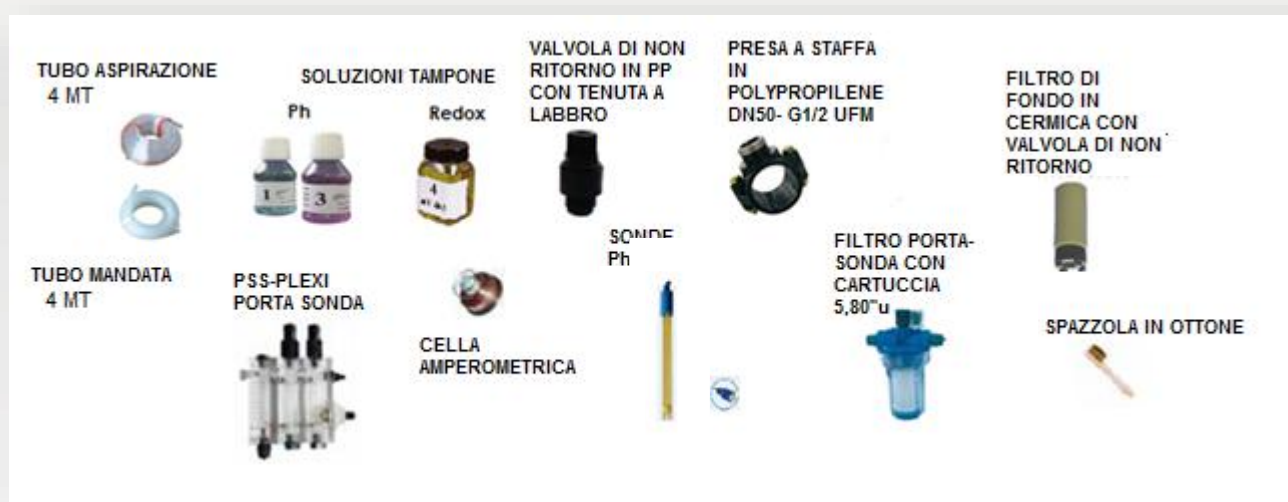 TUBO ASPIRAZIONE
4 MT
SOLUZIONI TAMPONE
Ph
Redox
1
3
4
VALVOLA DI NON
RITORNO IN PP
CON TENUTA A
LABBRO
PRESA A STAFFA
IN
POLYPROPILENE
DN50- G1/2 UFM
FILTRO DI
FONDO IN
CERMICA CON
VALVOLA DI NON
RITORNO
TUBO MANDATA
4 MT
PSS-PLEXI
PORTA SONDA
CELLA
AMPEROMETRICA
SONDE
Ph
FILTRO PORTA-
SONDA CON
CARTUCCIA
5,80"u
SPAZZOLA IN OTTONE